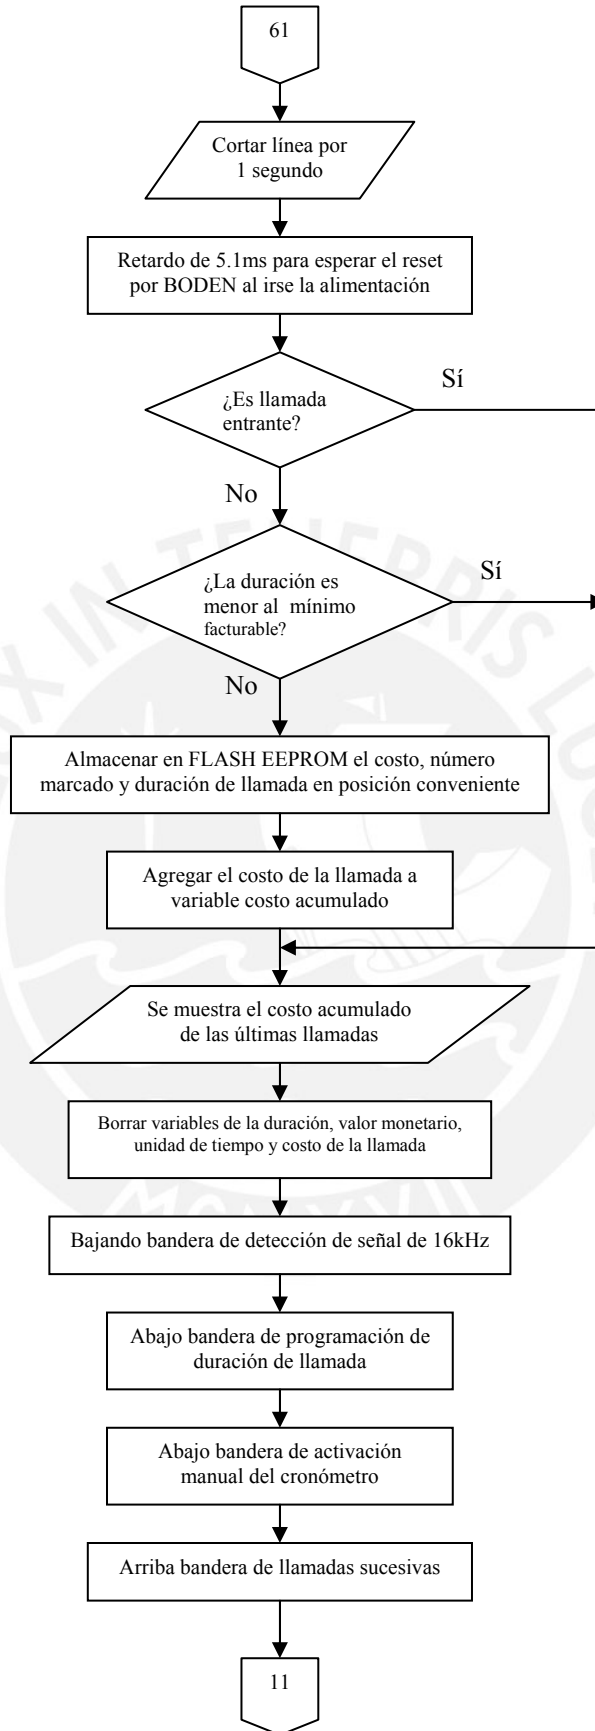 61
Cortar línea por
1 segundo
Retardo de 5.1ms para esperar el reset
por BODEN al irse la alimentación
Sí
¿Es llamada
entrante?
No
Sí
¿La duración es
menor al mínimo
facturable?
No
Almacenar en FLASH EEPROM el costo, número
marcado y duración de llamada en posición conveniente
Agregar el costo de la llamada a
variable costo acumulado
Se muestra el costo acumulado
de las últimas llamadas
Borrar variables de la duración, valor monetario,
unidad de tiempo y costo de la llamada
Bajando bandera de detección de señal de 16kHz
Abajo bandera de programación de
duración de llamada
Abajo bandera de activación
manual del cronómetro
Arriba bandera de llamadas sucesivas
11